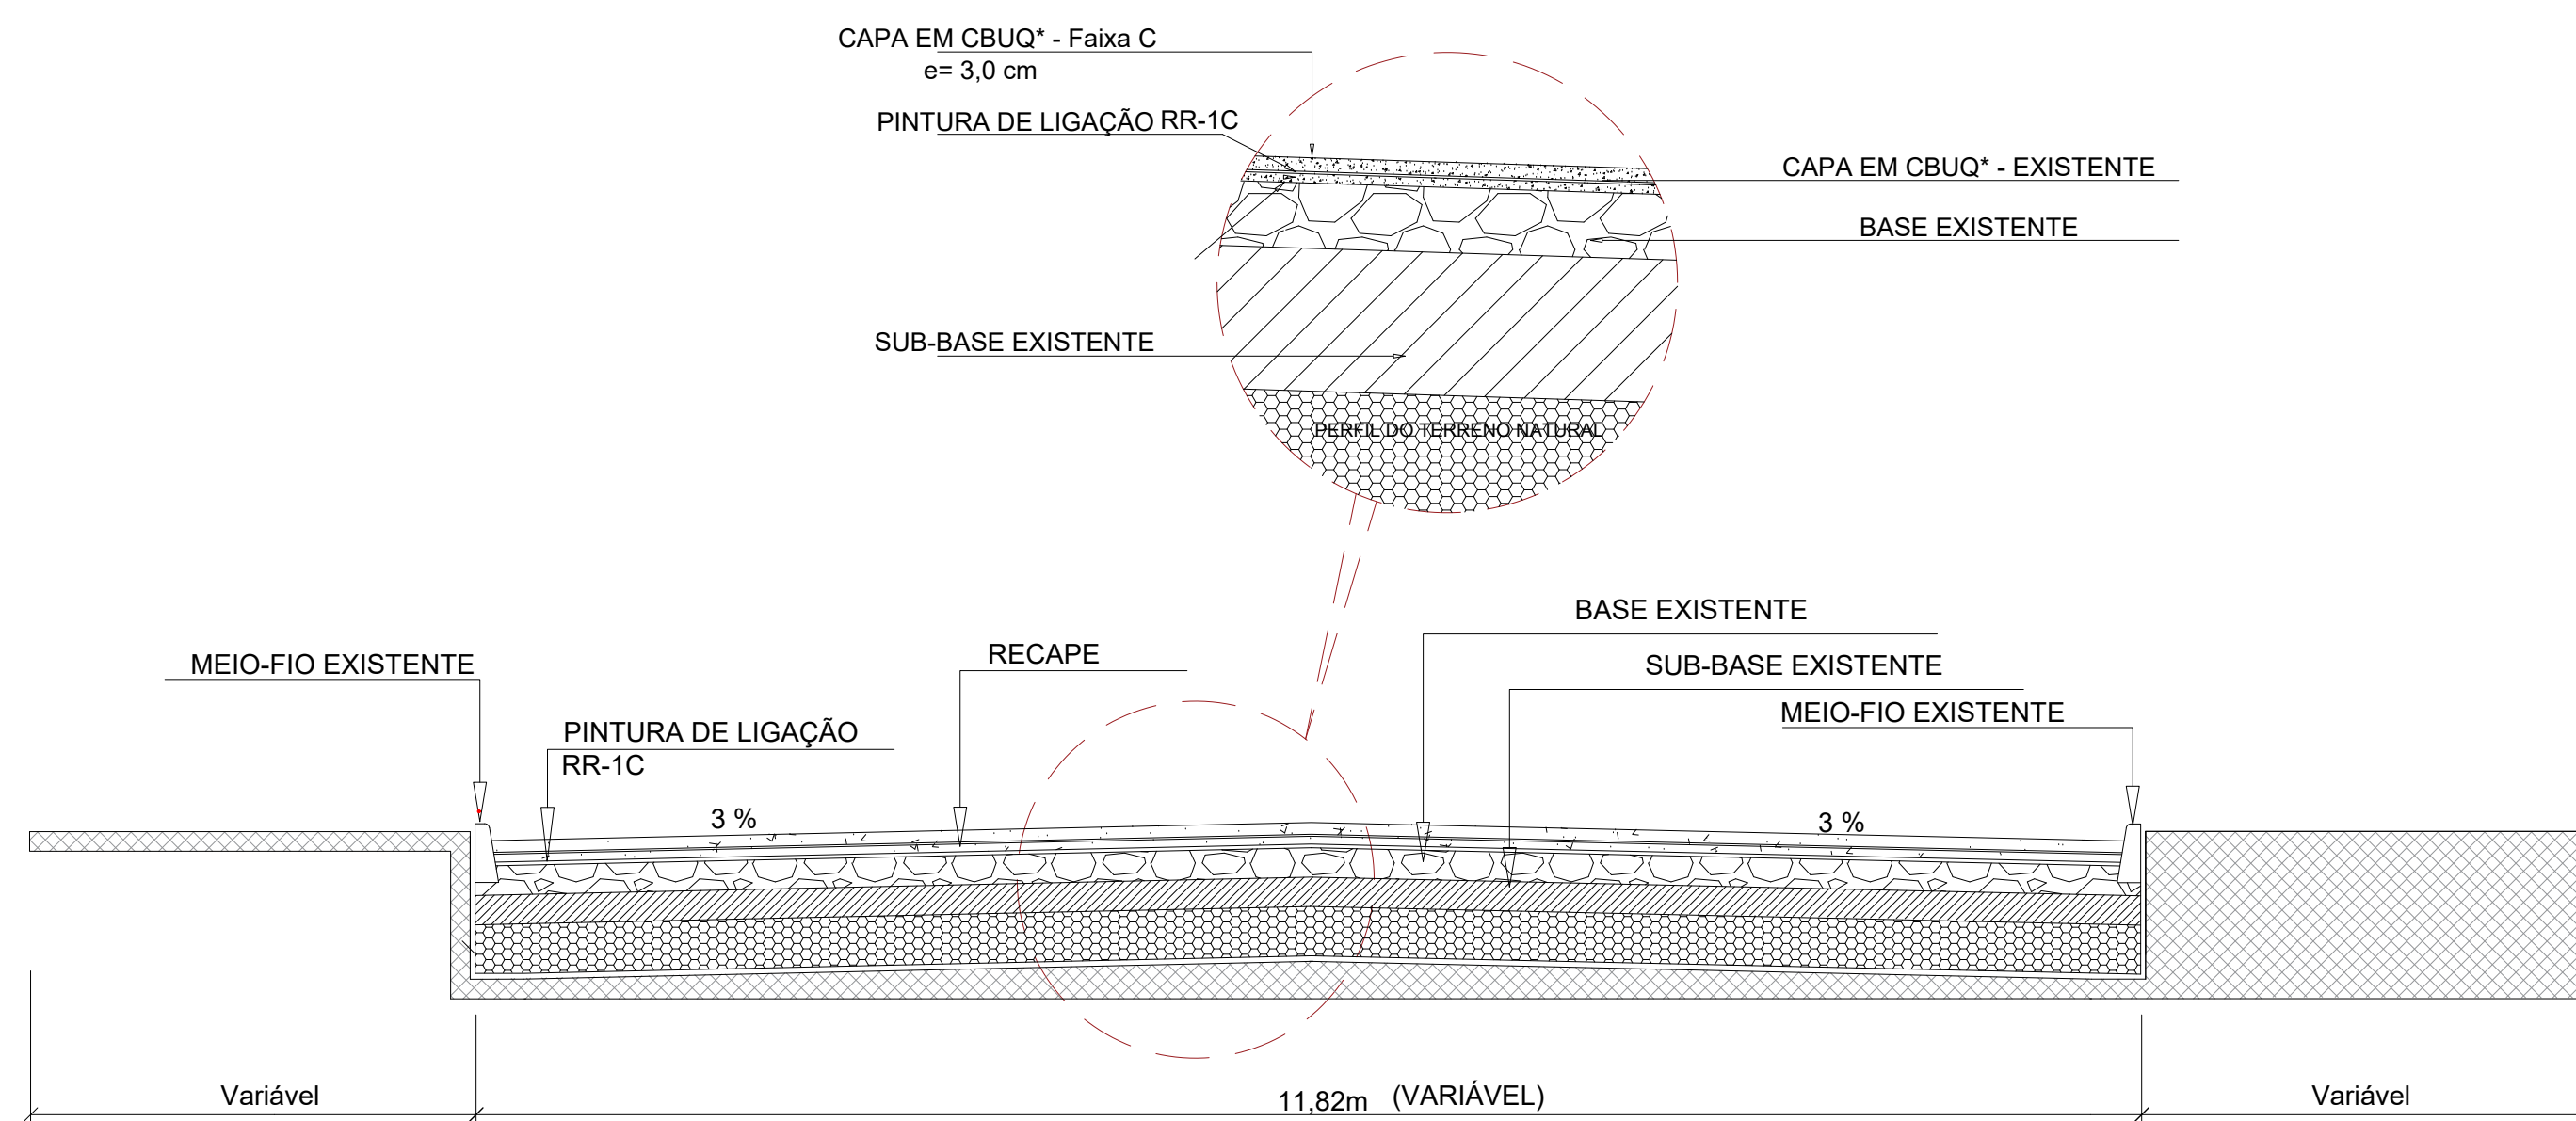 CAPA EM CBUQ* - Faixa C
e= 3,0 cm
PINTURA DE LIGAÇÃO RR-1C
CAPA EM CBUQ* - EXISTENTE
BASE EXISTENTE
SUB-BASE EXISTENTE
PERFIL DO TERRENO NATURAL
BASE EXISTENTE
MEIO-FIO EXISTENTE
RECAPE
SUB-BASE EXISTENTE
MEIO-FIO EXISTENTE
PINTURA DE LIGAÇÃO
RR-1C
3 %
3 %
Variável
11,82m (VARIÁVEL)
Variável